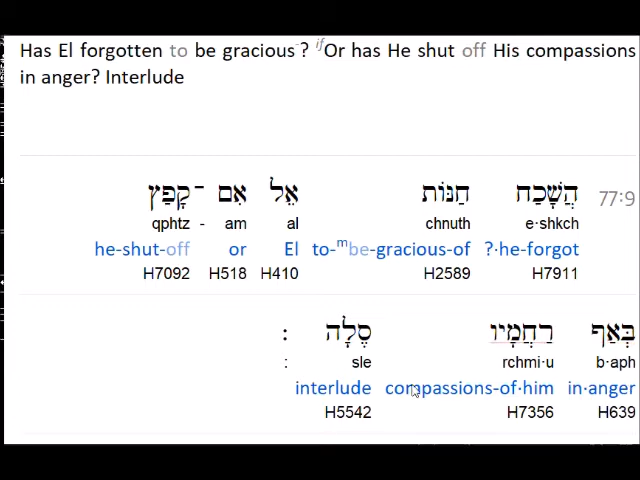 Has El forgotten to be gracious ~? ifOr has He shut off His compassions
in anger? Interlude
77:9 הֲשָׁכַח חַנּוֹת אֵל אִם ־ קָפַץ
e·shkch chnuth al am - qphtz
?·he-forgot to-mbe-gracious-of El or he-shut-off
H7911 H2589 H410 H518 H7092
בְּאַף רַחֲמָיו סֶלָה :
b·aph rchmi·u sle :
in·anger compassions-of·him interlude
H639 H7356 H5542